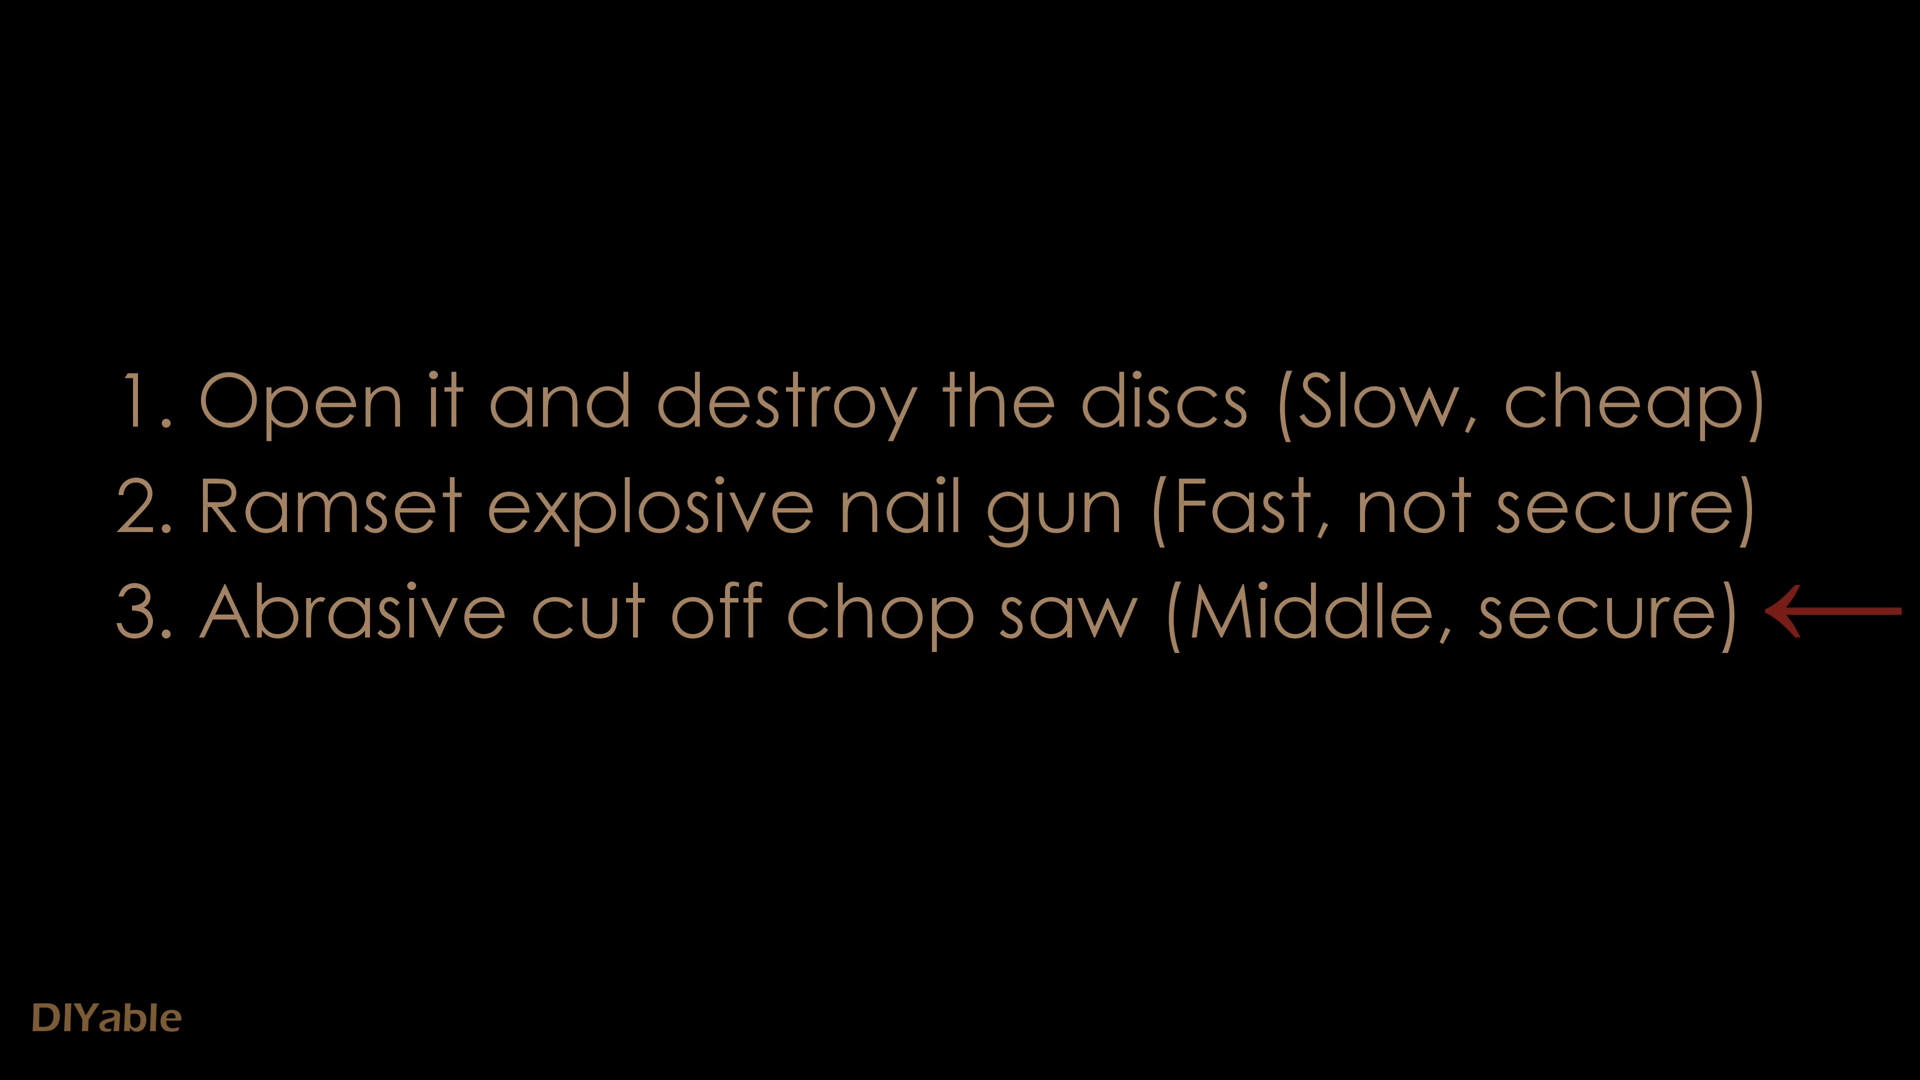 1. Open it and destroy the discs (Slow, cheap)
2. Ramset explosive nail gun (Fast, not secure)
3. Abrasive cut off chop saw (Middle, secure)
DIYable